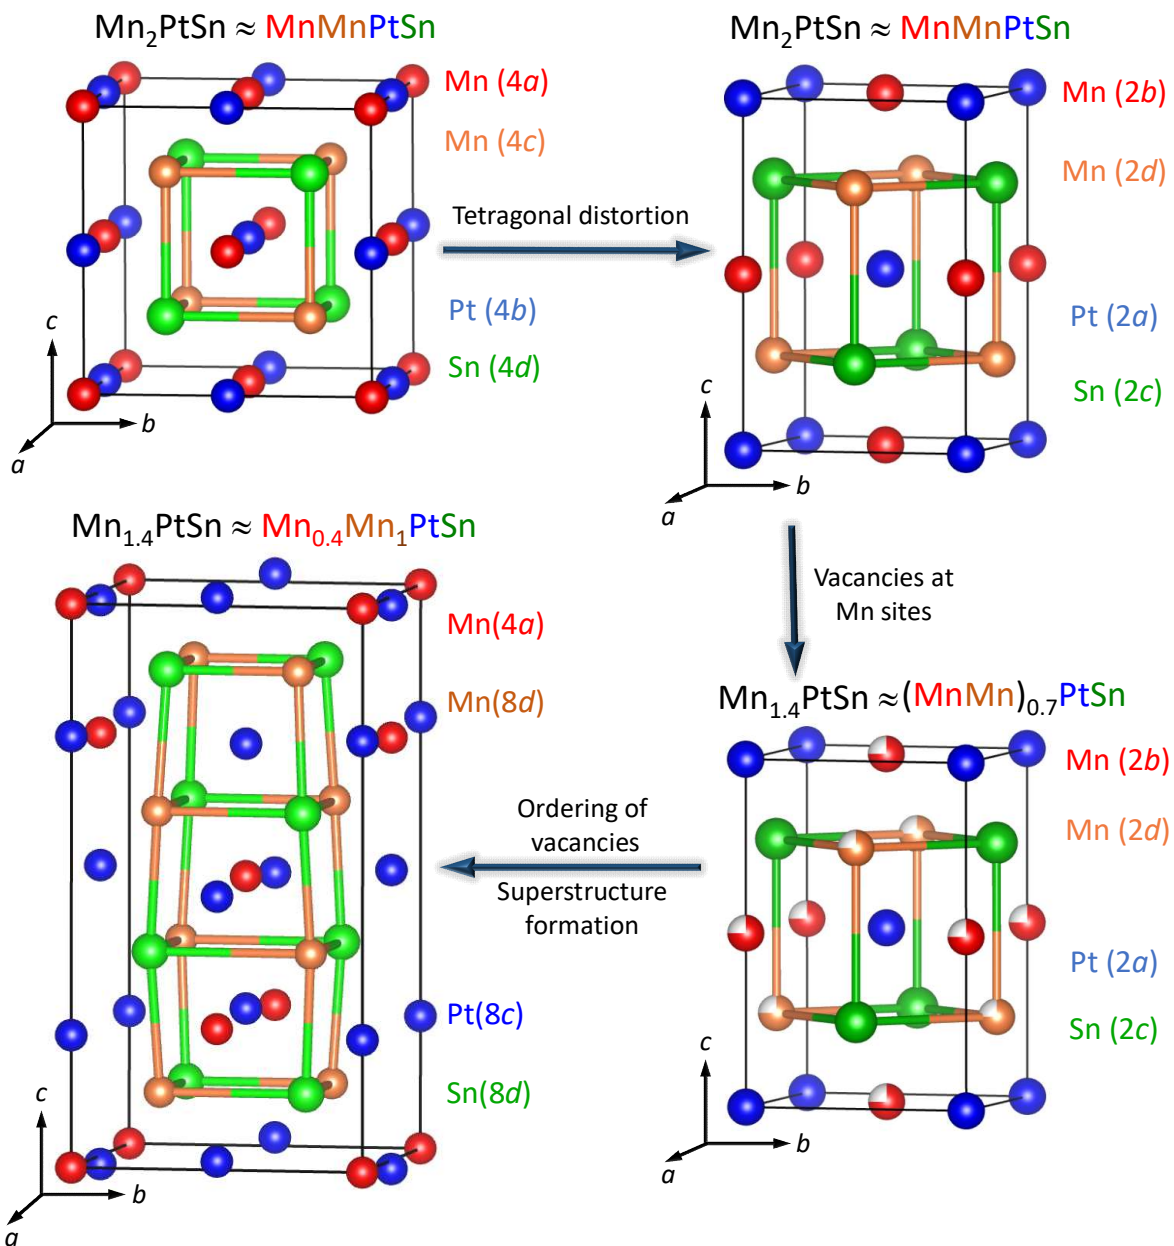 Mn₂PtSn ≈ MnMnPtSn
Mn (4a)
Mn (4c)
Pt (4b)
Sn (4d)
c
b
a
Tetragonal distortion
Mn₂PtSn ≈ MnMnPtSn
Mn (2b)
Mn (2d)
Pt (2a)
Sn (2c)
c
b
a
Vacancies at
Mn sites
Mn₁.₄PtSn ≈(MnMn)₀.₇PtSn
Mn (2b)
Mn (2d)
Pt (2a)
Sn (2c)
c
b
a
Ordering of
vacancies
Superstructure
formation
Mn₁.₄PtSn ≈ Mn₀.₄Mn₁PtSn
Mn(4a)
Mn(8d)
Pt(8c)
Sn(8d)
c
b
a